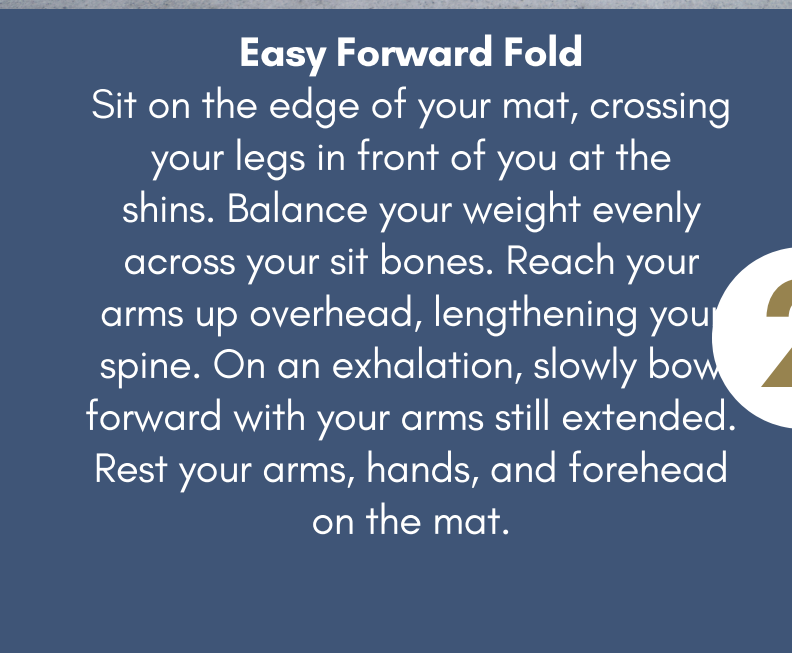 Easy Forward Fold
Sit on the edge of your mat, crossing
your legs in front of you at the
shins. Balance your weight evenly
across your sit bones. Reach your
arms up overhead, lengthening your
spine. On an exhalation, slowly bow
forward with your arms still extended.
Rest your arms, hands, and forehead
on the mat.
2